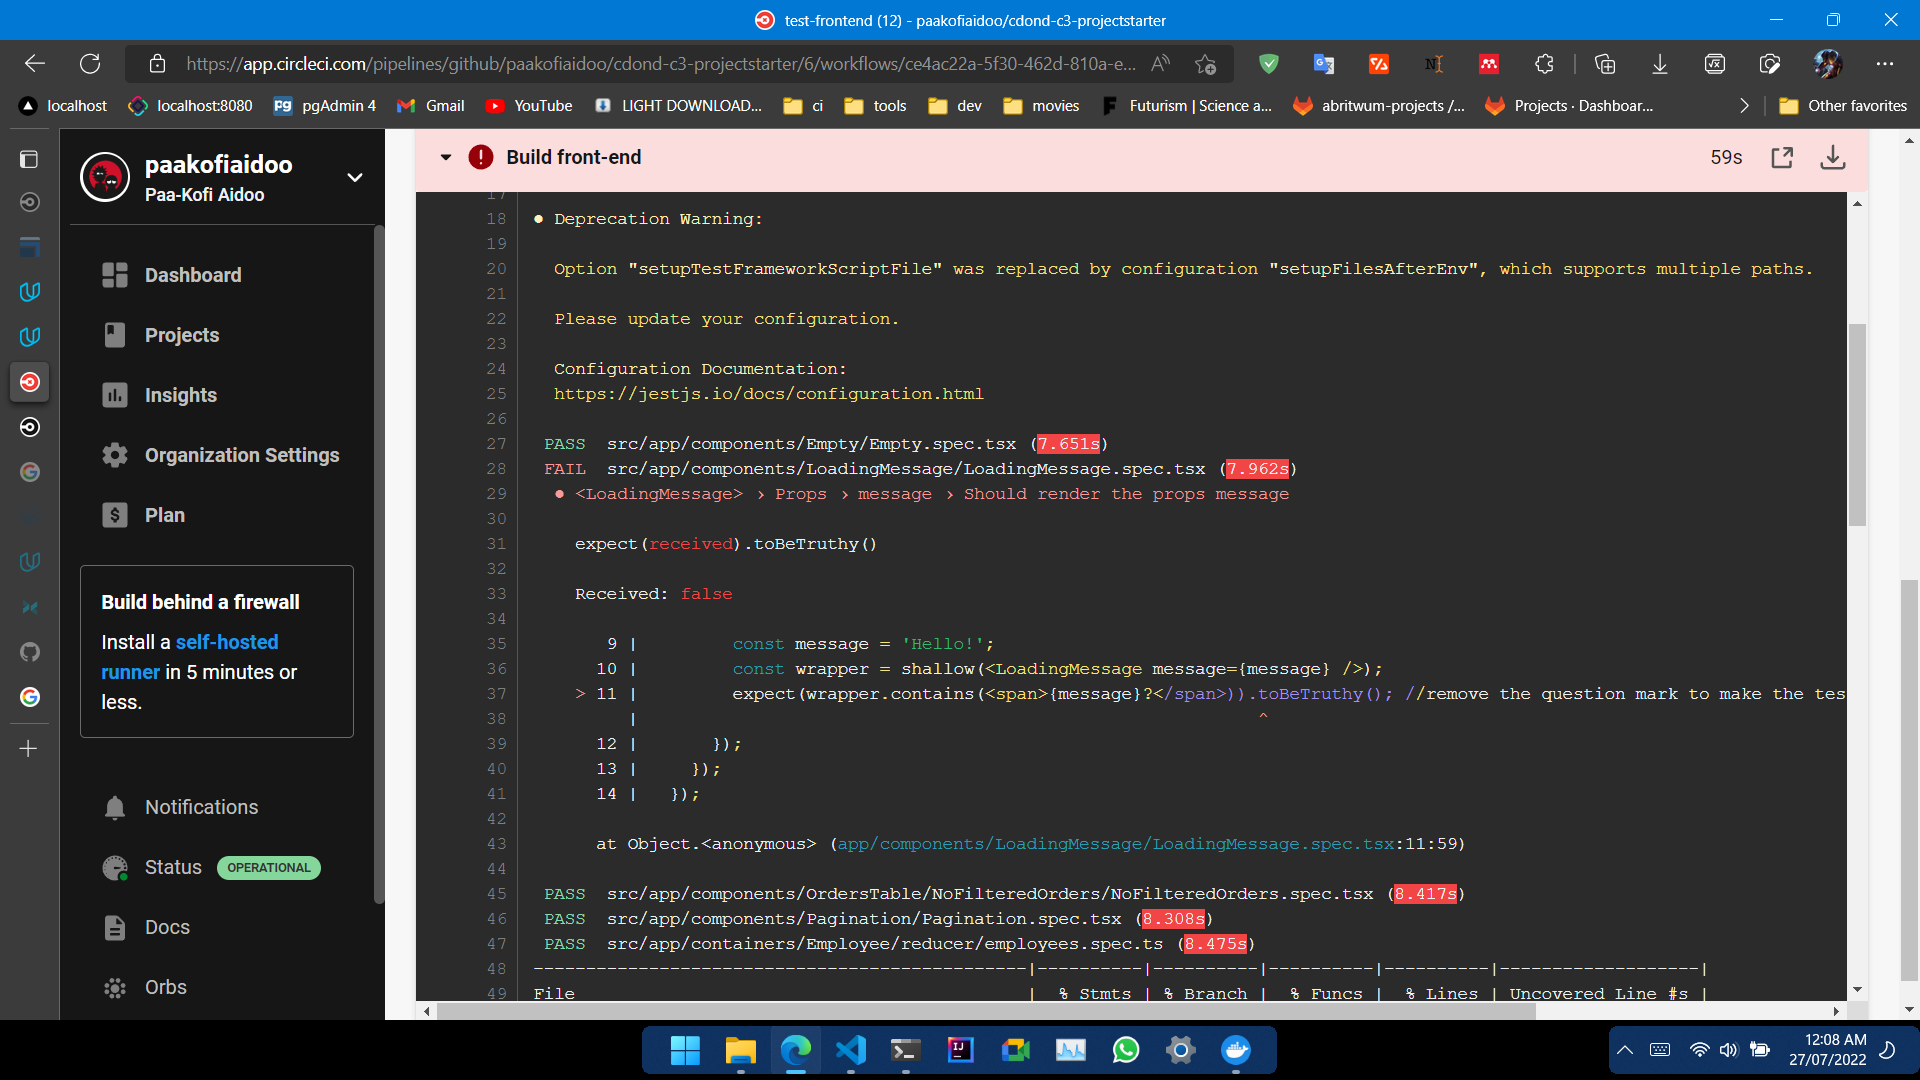 test-frontend (12) - paakofiaidoo/cdond-c3-projectstarter
https://app.circleci.com/pipelines/github/paakofiaidoo/cdond-c3-projectstarter/6/workflows/ce4ac22a-5f30-462d-810a-e...
localhost
localhost:8080
pgAdmin 4
Gmail
YouTube
LIGHT DOWNLOAD...
ci
tools
dev
movies
Futurism | Science a...
abritwum-projects /...
Projects · Dashboar...
Other favorites
paakofiaidoo
Paa-Kofi Aidoo
Dashboard
Projects
Insights
Organization Settings
Plan
Build behind a firewall
Install a self-hosted
runner in 5 minutes or
less.
Notifications
Status OPERATIONAL
Docs
Orbs
Build front-end
59s
17
18 ● Deprecation Warning:
19
20 Option "setupTestFrameworkScriptFile" was replaced by configuration "setupFilesAfterEnv", which supports multiple paths.
21
22 Please update your configuration.
23
24 Configuration Documentation:
25 https://jestjs.io/docs/configuration.html
26
27 PASS src/app/components/Empty/Empty.spec.tsx (7.651s)
28 FAIL src/app/components/LoadingMessage/LoadingMessage.spec.tsx (7.962s)
29 ● <LoadingMessage> › Props › message › Should render the props message
30
31 expect(received).toBeTruthy()
32
33 Received: false
34
35 9 | const message = 'Hello!';
36 10 | const wrapper = shallow(<LoadingMessage message={message} />);
37 > 11 | expect(wrapper.contains(<span>{message}?</span>)).toBeTruthy(); //remove the question mark to make the tes
38 | ^
39 12 | });
40 13 | });
41 14 | });
42
43 at Object.<anonymous> (app/components/LoadingMessage/LoadingMessage.spec.tsx:11:59)
44
45 PASS src/app/components/OrdersTable/NoFilteredOrders/NoFilteredOrders.spec.tsx (8.417s)
46 PASS src/app/components/Pagination/Pagination.spec.tsx (8.308s)
47 PASS src/app/containers/Employee/reducer/employees.spec.ts (8.475s)
48 -----------------------------------------------|----------|----------|----------|----------|-------------------|
49 File | % Stmts | % Branch | % Funcs | % Lines | Uncovered Line #s |
12:08 AM
27/07/2022